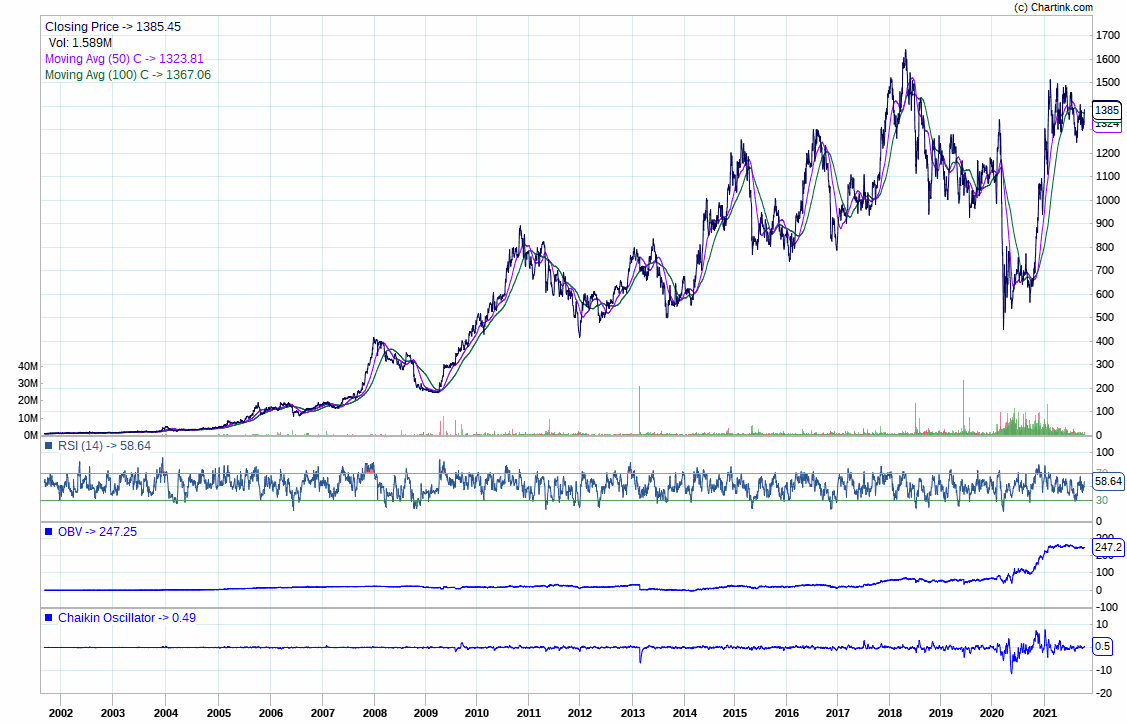 (c) Chartink.com
Closing Price -> 1385.45
Vol: 1.589M
Moving Avg (50) C -> 1323.81
Moving Avg (100) C -> 1367.06
1700
1600
1500
1385
1324
1200
1100
1000
900
800
700
600
500
400
300
200
100
0
40M
30M
20M
10M
0M
RSI (14) -> 58.64
100
70
58.64
30
0
OBV -> 247.25
200
247.2
100
0
-100
Chaikin Oscillator -> 0.49
10
0.5
-10
-20
2002 2003 2004 2005 2006 2007 2008 2009 2010 2011 2012 2013 2014 2015 2016 2017 2018 2019 2020 2021